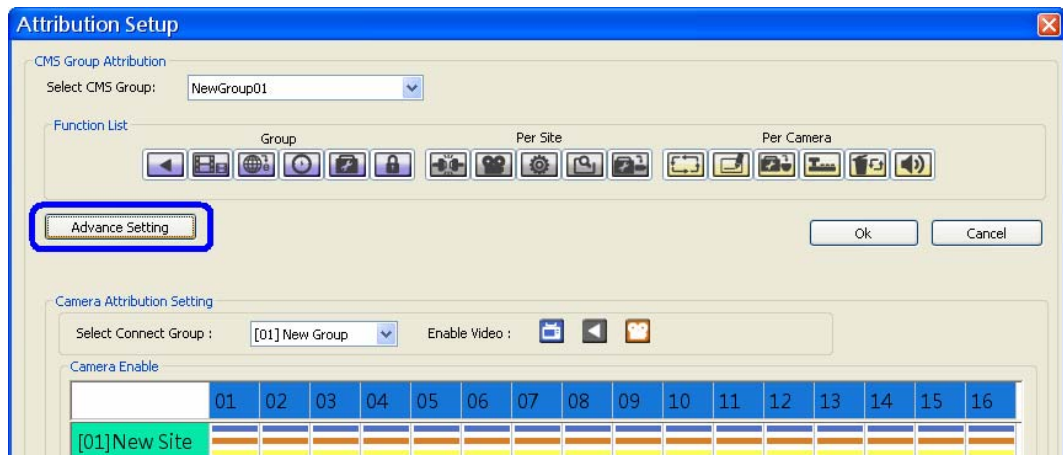 Attribution Setup
CMS Group Attribution
Select CMS Group: NewGroup01
Function List
Group Per Site Per Camera
Advance Setting Ok Cancel
Camera Attribution Setting
Select Connect Group : [01] New Group Enable Video :
Camera Enable
01 02 03 04 05 06 07 08 09 10 11 12 13 14 15 16
[01]New Site